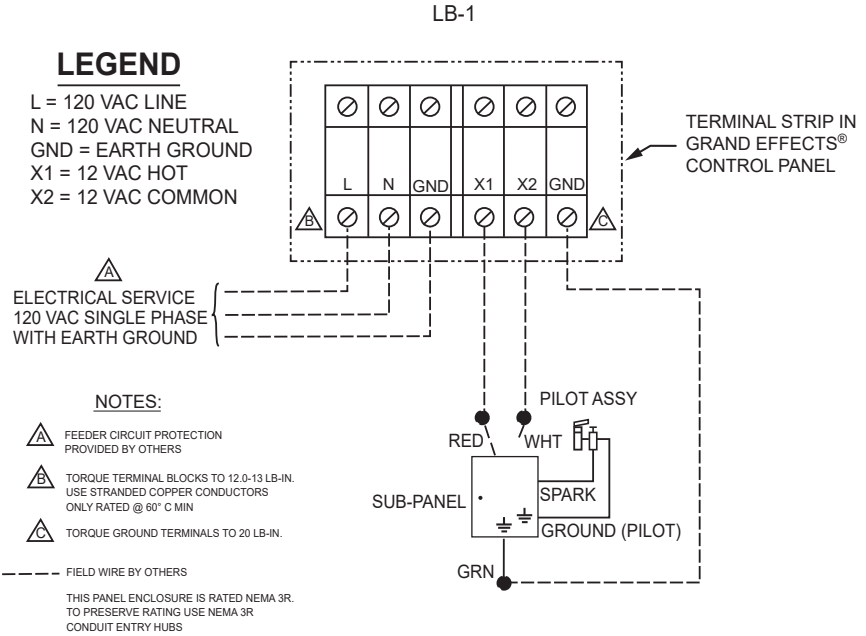 LB-1
LEGEND
L = 120 VAC LINE
N = 120 VAC NEUTRAL
GND = EARTH GROUND
X1 = 12 VAC HOT
X2 = 12 VAC COMMON
L N GND X1 X2 GND
B
C
TERMINAL STRIP IN
GRAND EFFECTS®
CONTROL PANEL
A
ELECTRICAL SERVICE
120 VAC SINGLE PHASE
WITH EARTH GROUND
PILOT ASSY
RED
WHT
SUB-PANEL
SPARK
GROUND (PILOT)
GRN
NOTES:
A FEEDER CIRCUIT PROTECTION
PROVIDED BY OTHERS
B TORQUE TERMINAL BLOCKS TO 12.0-13 LB-IN.
USE STRANDED COPPER CONDUCTORS
ONLY RATED @ 60° C MIN
C TORQUE GROUND TERMINALS TO 20 LB-IN.
FIELD WIRE BY OTHERS
THIS PANEL ENCLOSURE IS RATED NEMA 3R.
TO PRESERVE RATING USE NEMA 3R
CONDUIT ENTRY HUBS